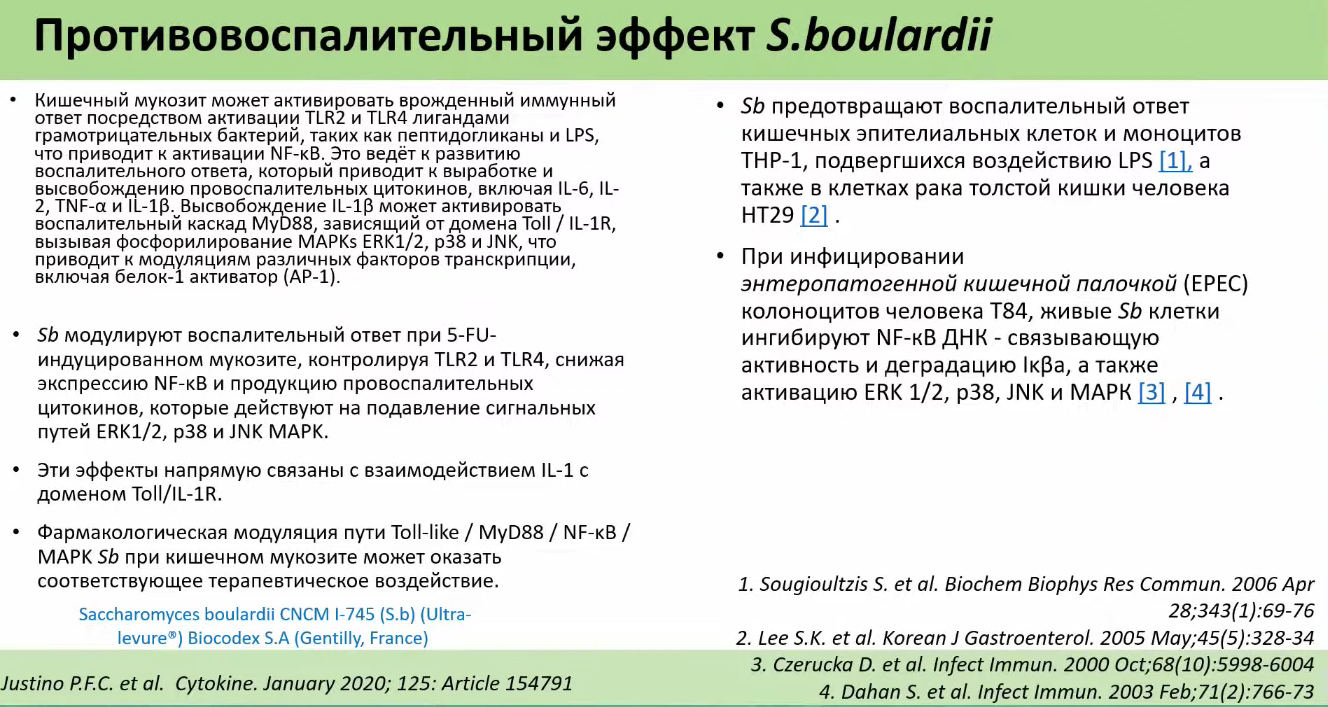 Противовоспалительный эффект S.boulardii
• Кишечный мукозит может активировать врожденный иммунный
ответ посредством активации TLR2 и TLR4 лигандами
грамотрицательных бактерий, таких как пептидогликаны и LPS,
что приводит к активации NF-κB. Это ведёт к развитию
воспалительного ответа, который приводит к выработке и
высвобождению провоспалительных цитокинов, включая IL-6, IL-
2, TNF-α и IL-1β. Высвобождение IL-1β может активировать
воспалительный каскад MyD88, зависящий от домена Toll / IL-1R,
вызывая фосфорилирование MAPKs ERK1/2, p38 и JNK, что
приводит к модуляциям различных факторов транскрипции,
включая белок-1 активатор (AP-1).
• Sb модулируют воспалительный ответ при 5-FU-
индуцированном мукозите, контролируя TLR2 и TLR4, снижая
экспрессию NF-κB и продукцию провоспалительных
цитокинов, которые действуют на подавление сигнальных
путей ERK1/2, p38 и JNK MAPK.
• Эти эффекты напрямую связаны с взаимодействием IL-1 с
доменом Toll/IL-1R.
• Фармакологическая модуляция пути Toll-like / MyD88 / NF-κB /
MAPK Sb при кишечном мукозите может оказать
соответствующее терапевтическое воздействие.
Saccharomyces boulardii CNCM I-745 (S.b) (Ultra-
levure®) Biocodex S.A (Gentilly, France)
Justino P.F.C. et al. Cytokine. January 2020; 125: Article 154791
• Sb предотвращают воспалительный ответ
кишечных эпителиальных клеток и моноцитов
THP-1, подвергшихся воздействию LPS [1], а
также в клетках рака толстой кишки человека
HT29 [2] .
• При инфицировании
энтеропатогенной кишечной палочкой (EPEC)
колоноцитов человека T84, живые Sb клетки
ингибируют NF-κB ДНК - связывающую
активность и деградацию Iκβa, а также
активацию ERK 1/2, p38, JNK и МАРК [3] , [4] .
1. Sougioultzis S. et al. Biochem Biophys Res Commun. 2006 Apr
28;343(1):69-76
2. Lee S.K. et al. Korean J Gastroenterol. 2005 May;45(5):328-34
3. Czerucka D. et al. Infect Immun. 2000 Oct;68(10):5998-6004
4. Dahan S. et al. Infect Immun. 2003 Feb;71(2):766-73